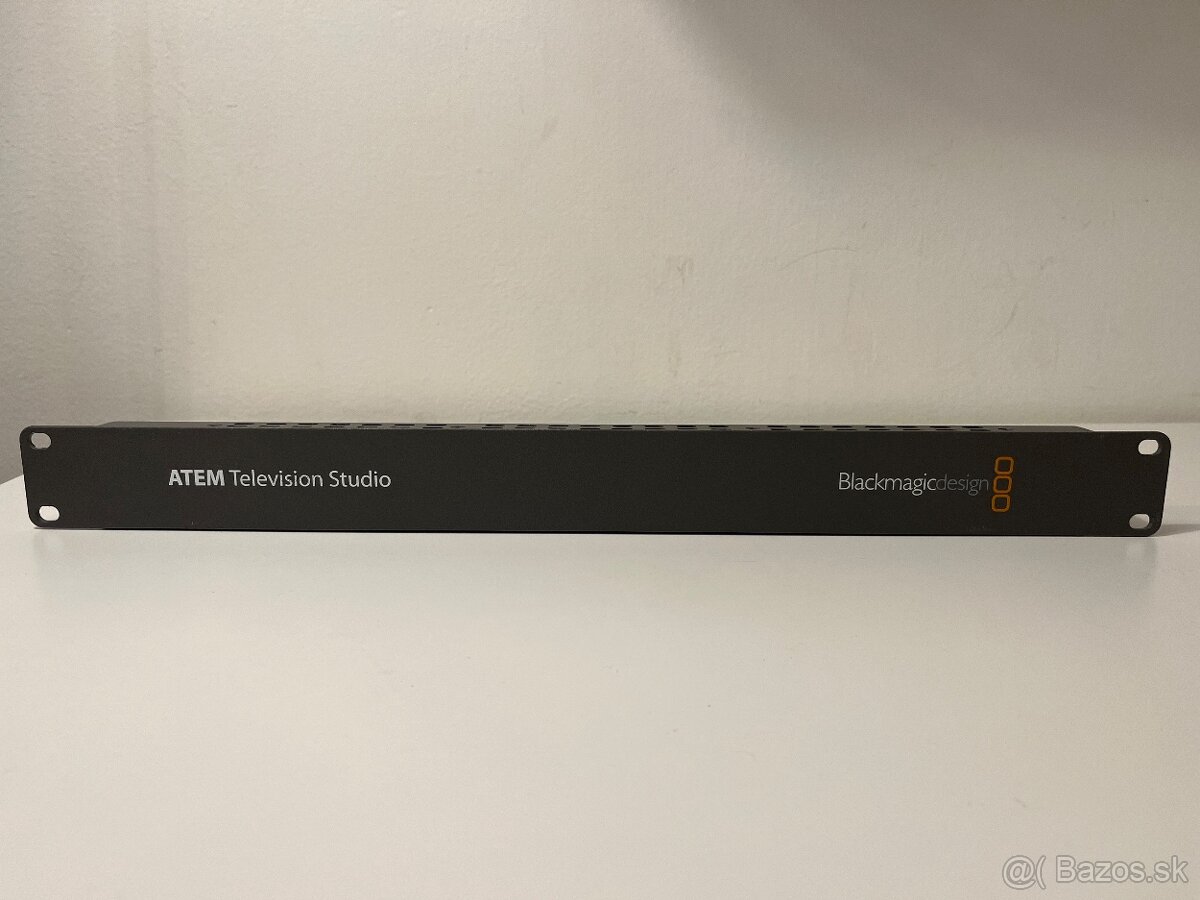 ATEM Television Studio
Blackmagicdesign
@( Bazos.sk